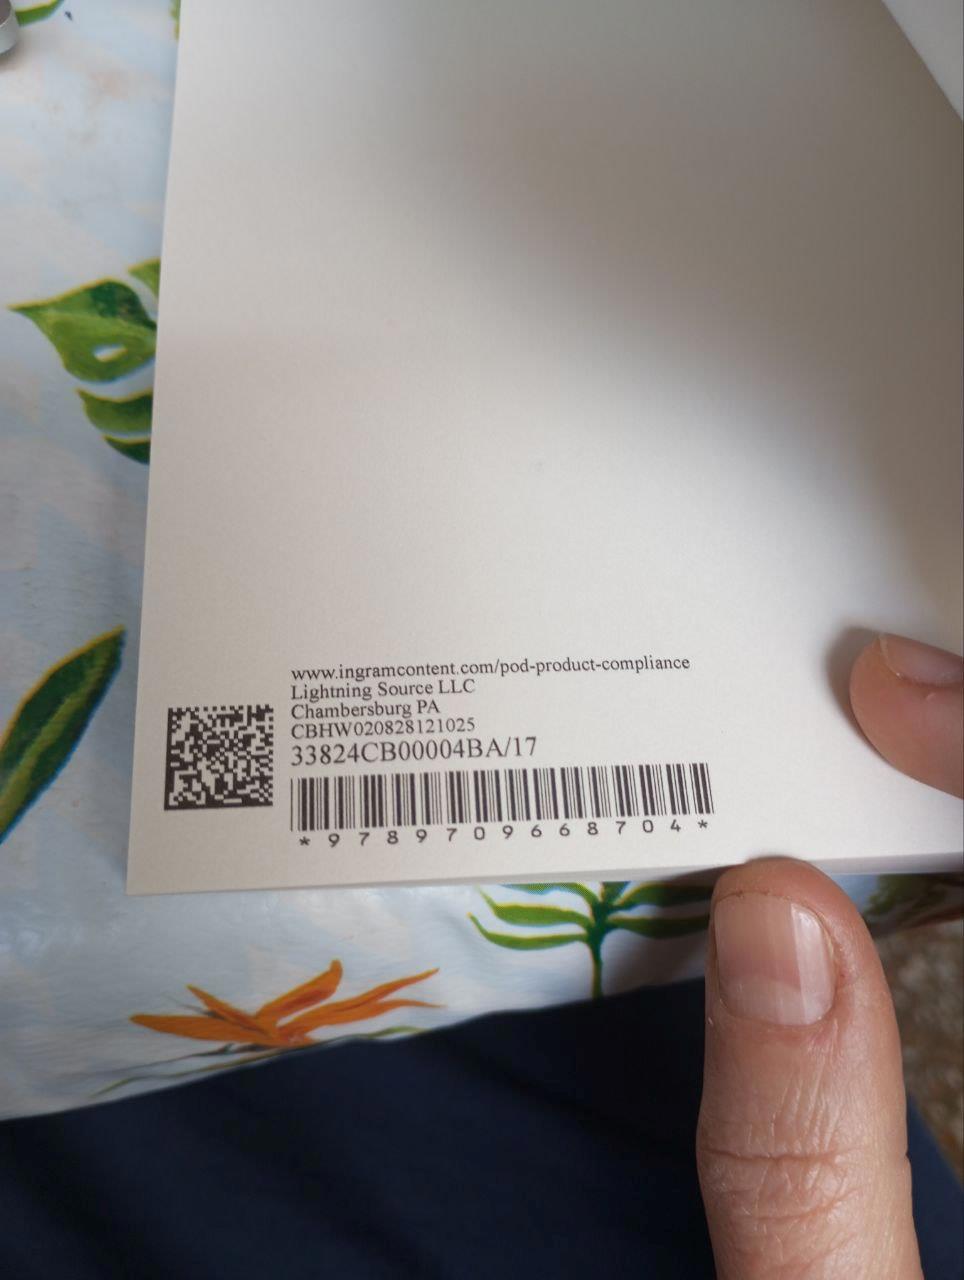 www.ingramcontent.com/pod-product-compliance
Lightning Source LLC
Chambersburg PA
CBHW020828121025
33824CB00004BA/17
*9789709668704*